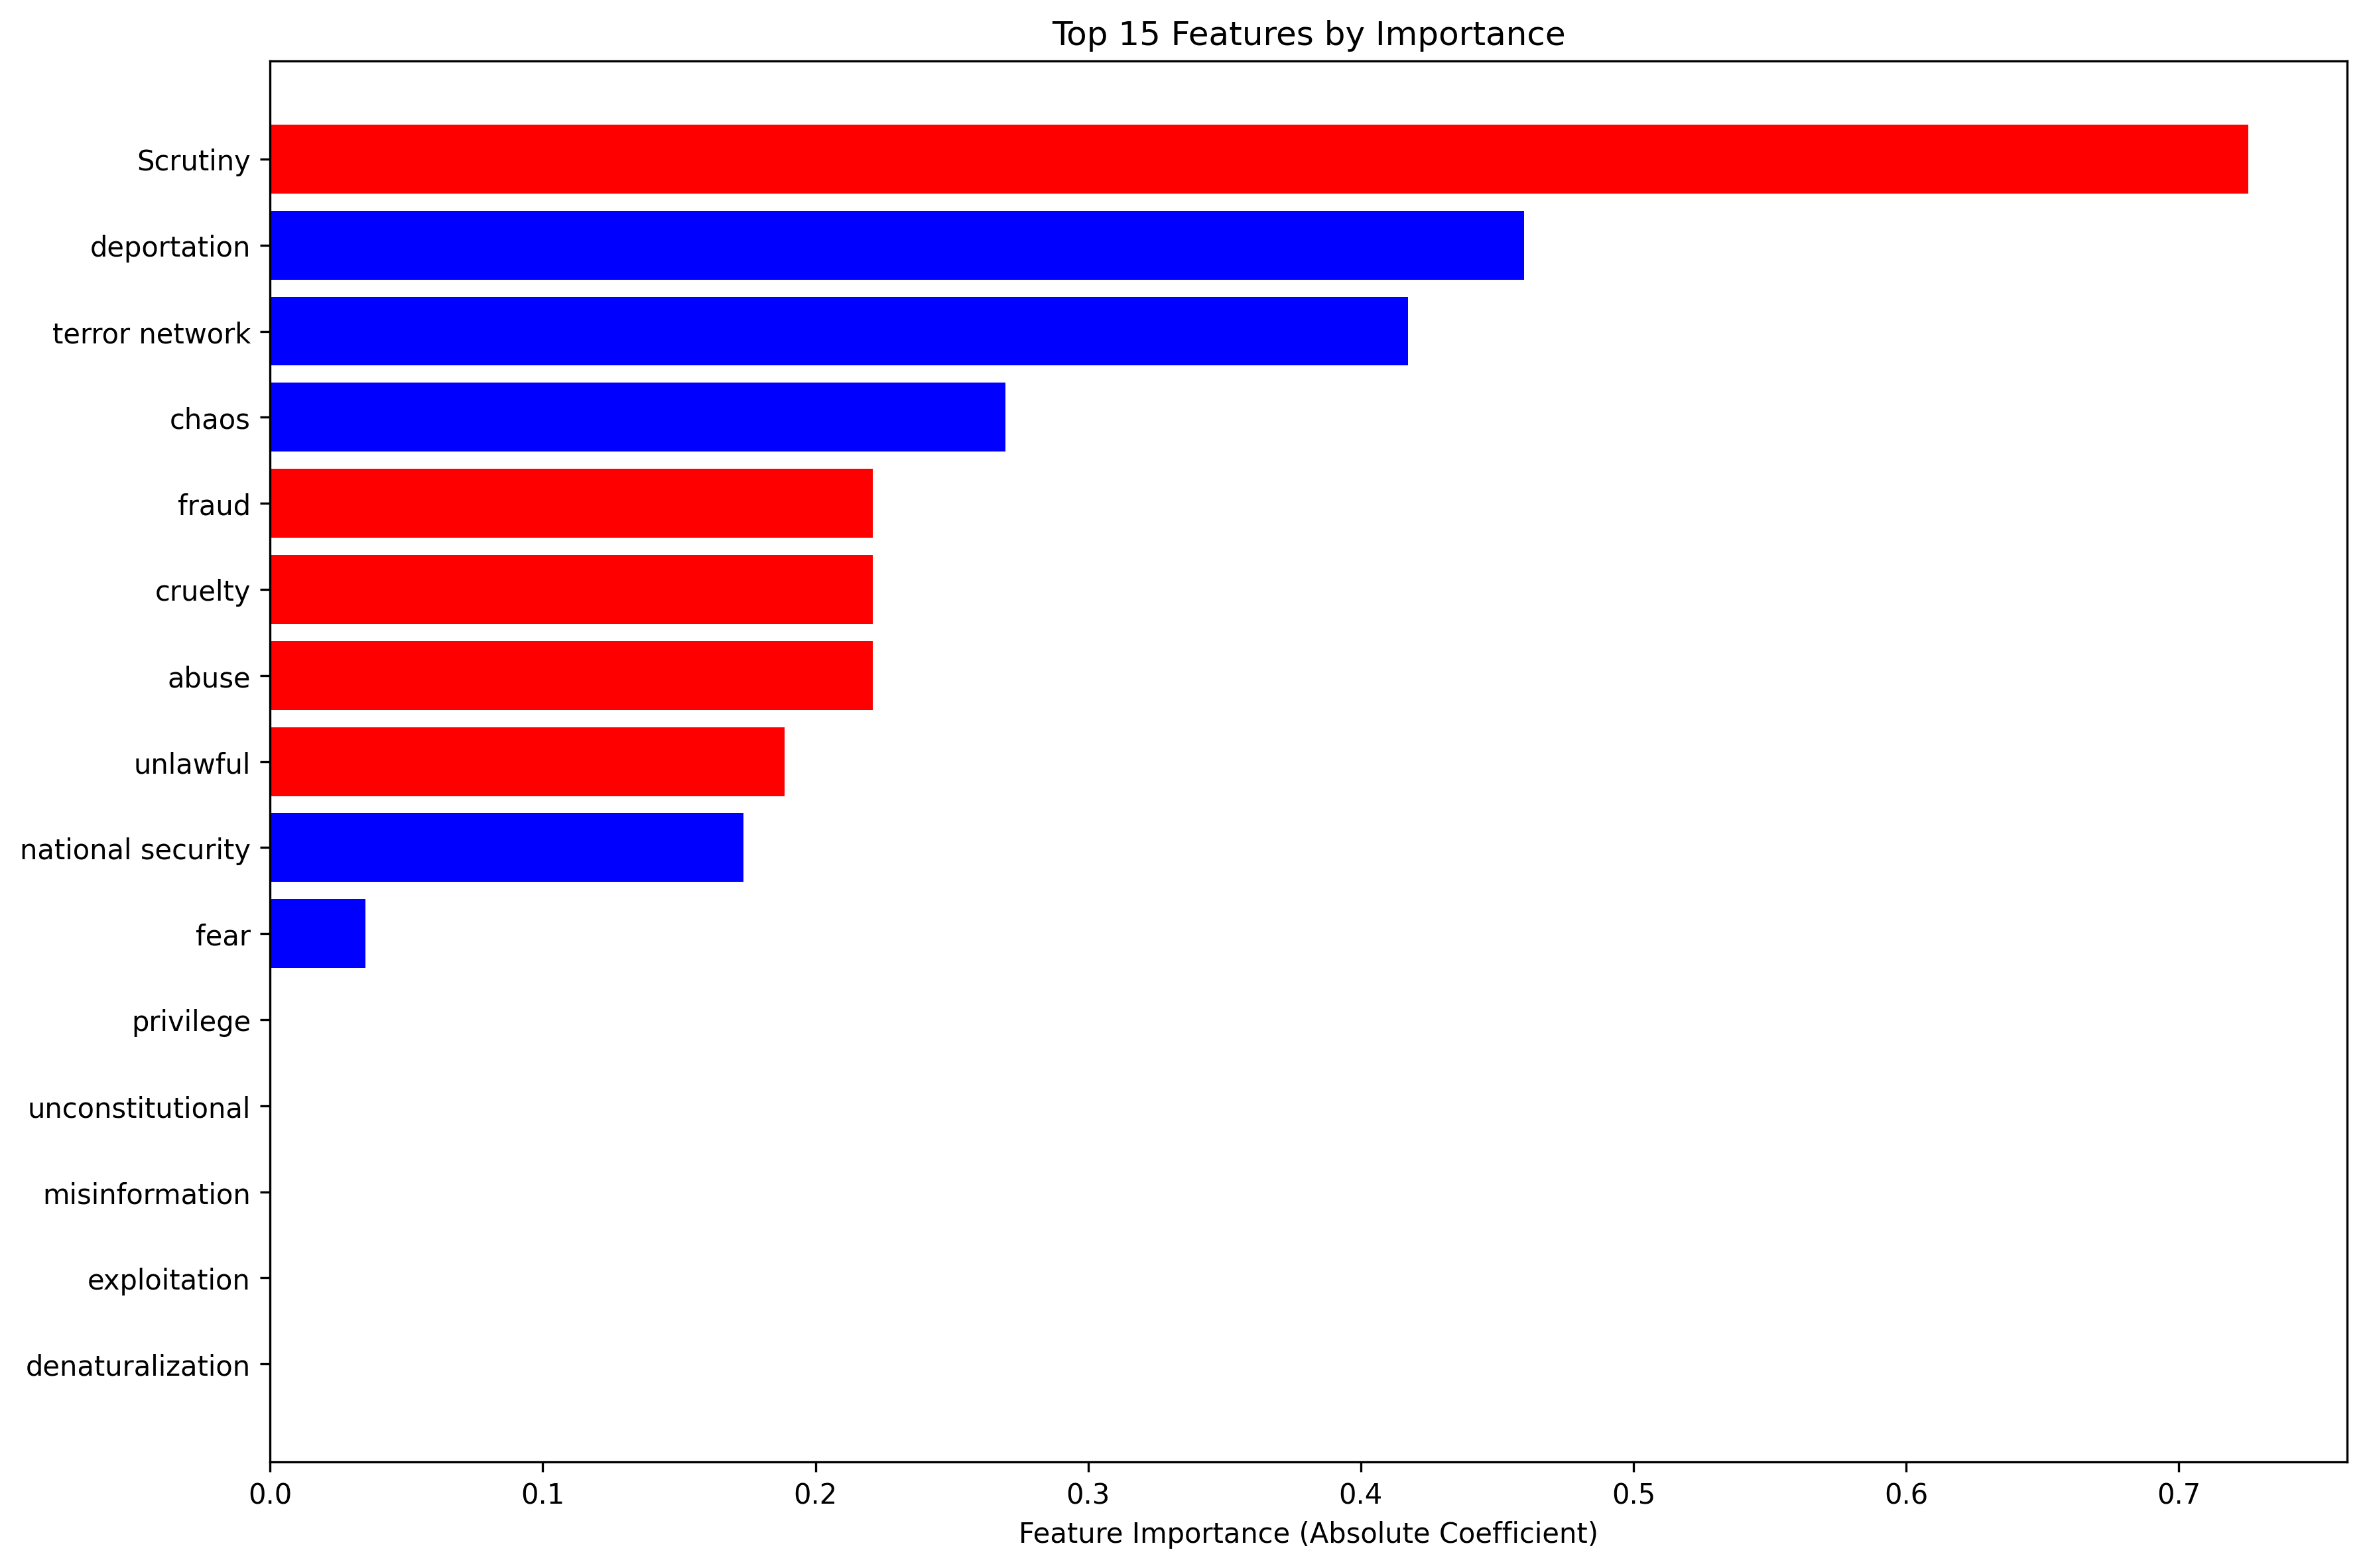 Top 15 Features by Importance
Scrutiny
deportation
terror network
chaos
fraud
cruelty
abuse
unlawful
national security
fear
privilege
unconstitutional
misinformation
exploitation
denaturalization
0.0 0.1 0.2 0.3 0.4 0.5 0.6 0.7
Feature Importance (Absolute Coefficient)